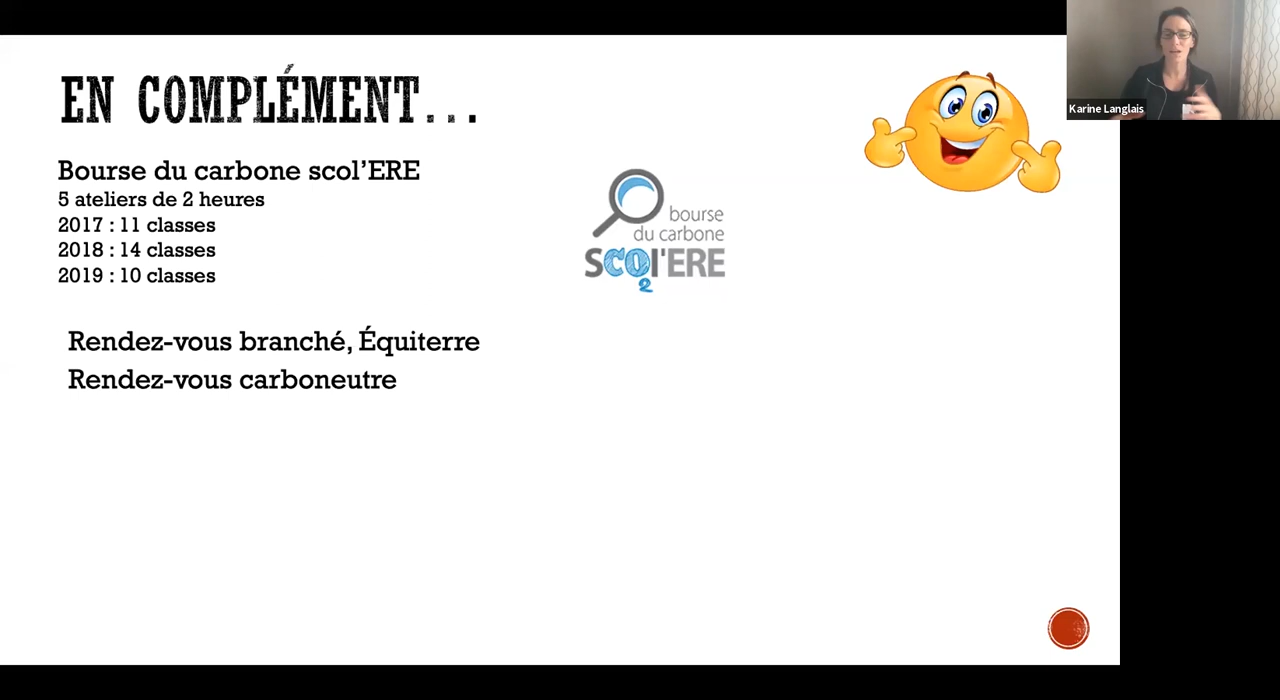 EN COMPLÉMENT...
Bourse du carbone scol’ERE
5 ateliers de 2 heures
2017 : 11 classes
2018 : 14 classes
2019 : 10 classes
bourse
du carbone
SCO2l'ERE
Rendez-vous branché, Équiterre
Rendez-vous carboneutre
Karine Langlais